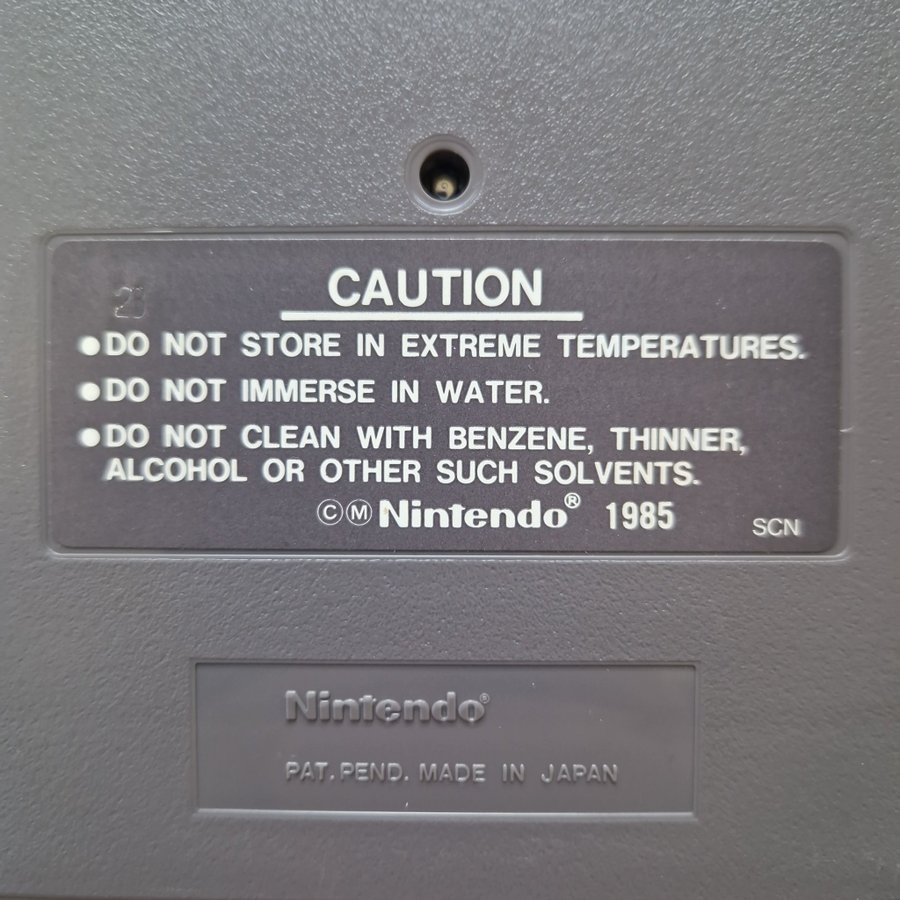 CAUTION
●DO NOT STORE IN EXTREME TEMPERATURES.
●DO NOT IMMERSE IN WATER.
●DO NOT CLEAN WITH BENZENE, THINNER,
ALCOHOL OR OTHER SUCH SOLVENTS.
ⒸⓂNintendo® 1985
SCN
Nintendo®
PAT. PEND. MADE IN JAPAN